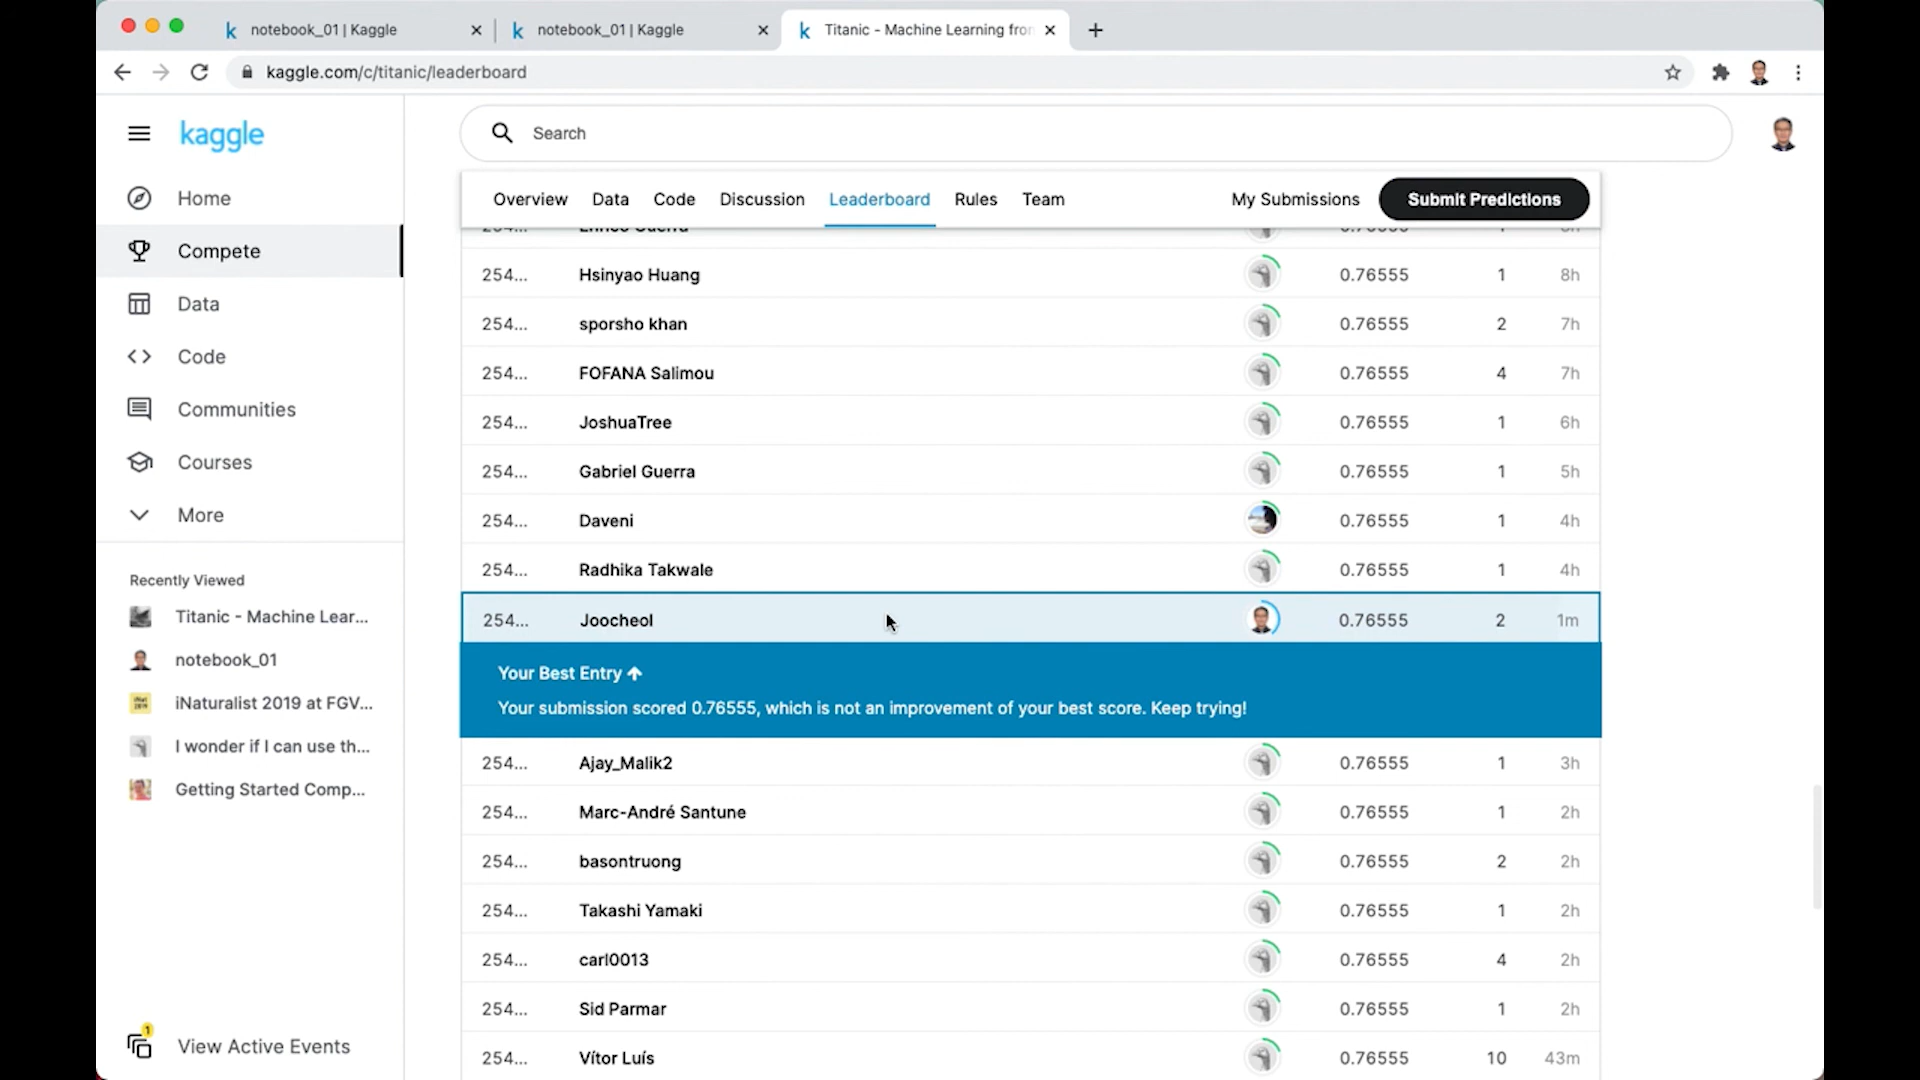 notebook_01 | Kaggle
notebook_01 | Kaggle
Titanic - Machine Learning from
kaggle.com/c/titanic/leaderboard
kaggle
Search
Home
Compete
Data
Code
Communities
Courses
More
Recently Viewed
Titanic - Machine Lear...
notebook_01
iNaturalist 2019 at FGV...
I wonder if I can use th...
Getting Started Comp...
1
View Active Events
Overview Data Code Discussion Leaderboard Rules Team My Submissions Submit Predictions
254... Hsinyao Huang 0.76555 1 8h
254... sporsho khan 0.76555 2 7h
254... FOFANA Salimou 0.76555 4 7h
254... JoshuaTree 0.76555 1 6h
254... Gabriel Guerra 0.76555 1 5h
254... Daveni 0.76555 1 4h
254... Radhika Takwale 0.76555 1 4h
254... Joocheol 0.76555 2 1m
Your Best Entry ↑
Your submission scored 0.76555, which is not an improvement of your best score. Keep trying!
254... Ajay_Malik2 0.76555 1 3h
254... Marc-André Santune 0.76555 1 2h
254... basontruong 0.76555 2 2h
254... Takashi Yamaki 0.76555 1 2h
254... carl0013 0.76555 4 2h
254... Sid Parmar 0.76555 1 2h
254... Vítor Luís 0.76555 10 43m